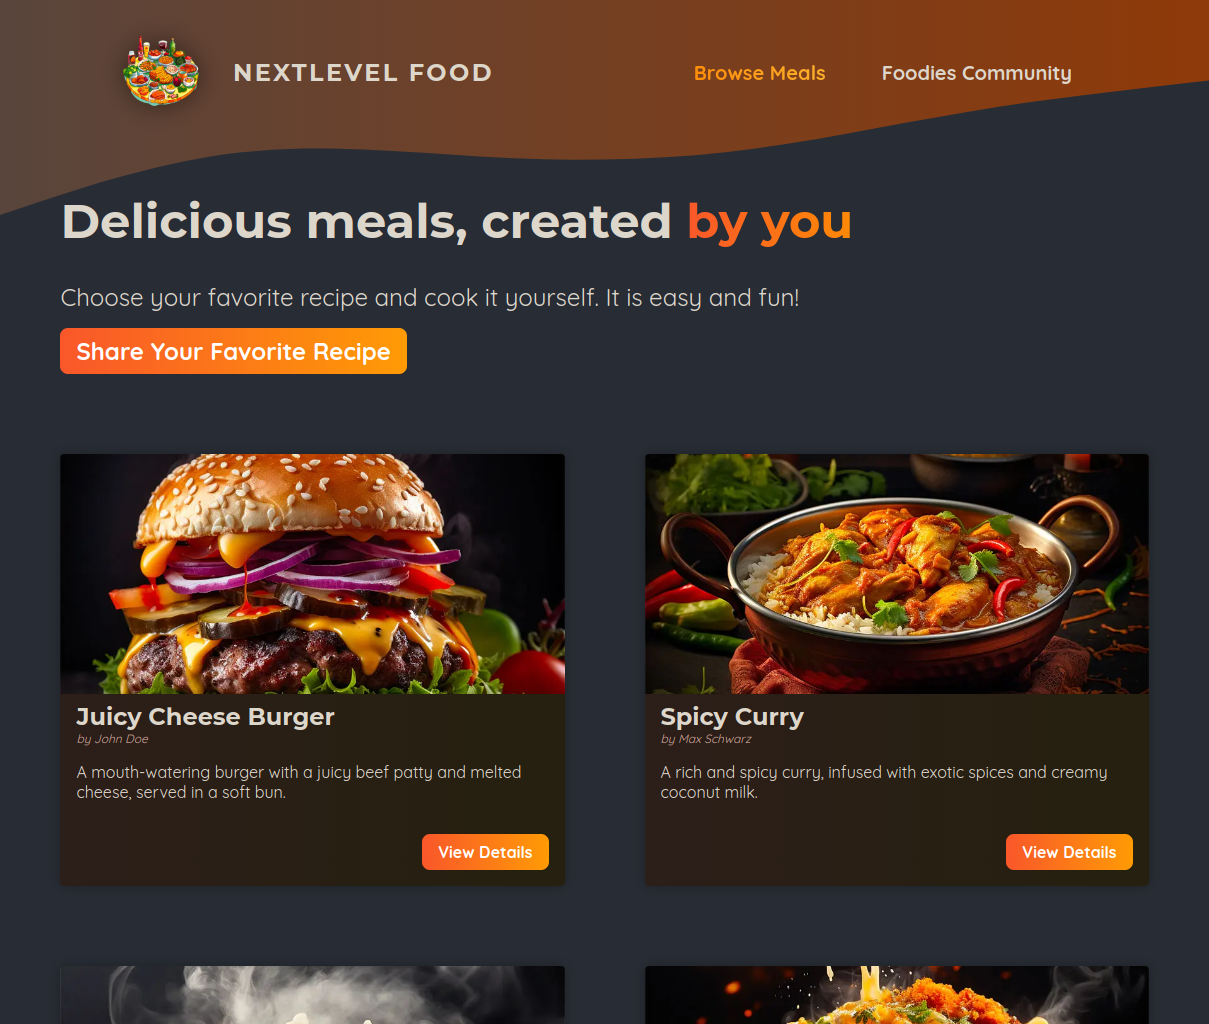 NEXTLEVEL FOOD
Browse Meals
Foodies Community
Delicious meals, created by you
Choose your favorite recipe and cook it yourself. It is easy and fun!
Share Your Favorite Recipe
Juicy Cheese Burger
by John Doe
A mouth-watering burger with a juicy beef patty and melted
cheese, served in a soft bun.
View Details
Spicy Curry
by Max Schwarz
A rich and spicy curry, infused with exotic spices and creamy
coconut milk.
View Details